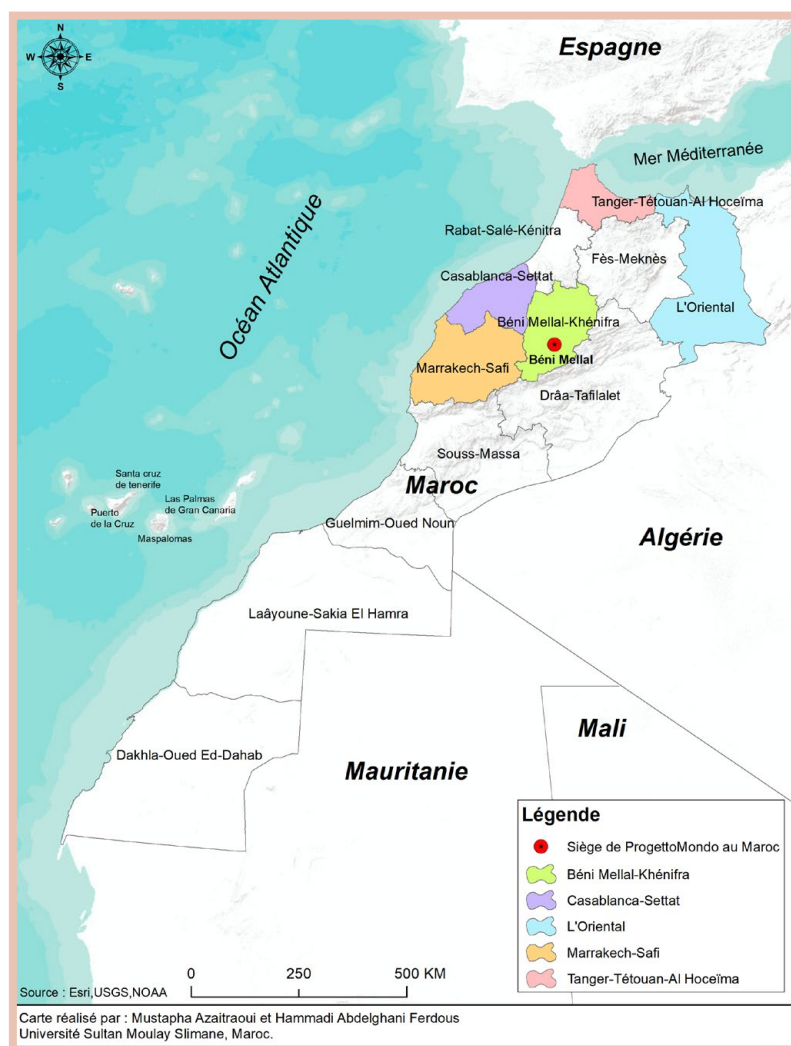 N
W
E
S
Espagne
Mer Méditerranée
Océan Atlantique
Tanger-Tétouan-Al Hoceïma
Rabat-Salé-Kénitra
Fès-Meknès
Casablanca-Settat
L'Oriental
Béni Mellal-Khénifra
Béni Mellal
Marrakech-Safi
Drâa-Tafilalet
Souss-Massa
Maroc
Santa cruz
de tenerife
Las Palmas
de Gran Canaria
Puerto
de la Cruz
Maspalomas
Guelmim-Oued Noun
Algérie
Laâyoune-Sakia El Hamra
Mali
Dakhla-Oued Ed-Dahab
Mauritanie
Légende
Siège de ProgettoMondo au Maroc
Béni Mellal-Khénifra
Casablanca-Settat
L'Oriental
Marrakech-Safi
Tanger-Tétouan-Al Hoceïma
0 250 500 KM
Source : Esri,USGS,NOAA
Carte réalisé par : Mustapha Azaitraoui et Hammadi Abdelghani Ferdous
Université Sultan Moulay Slimane, Maroc.